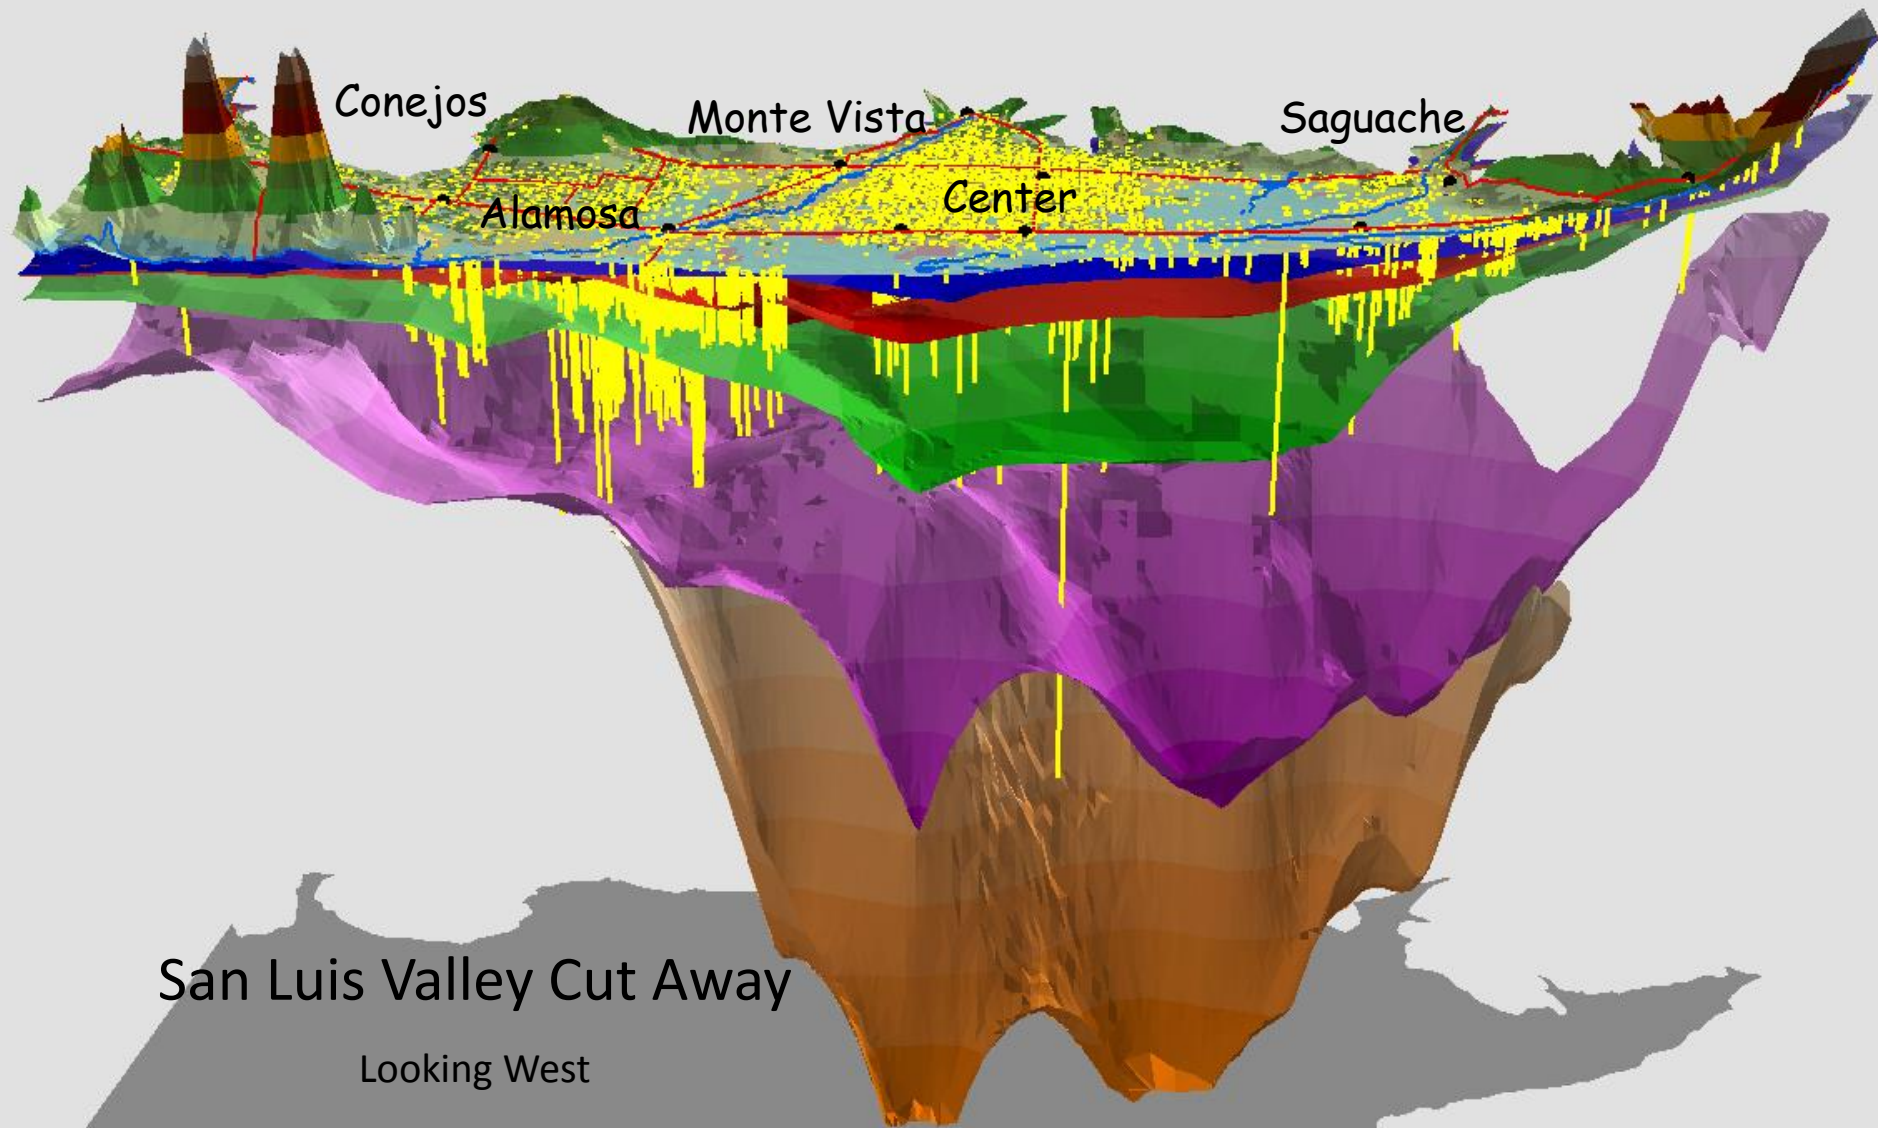 Conejos
Monte Vista
Saguache
Alamosa
Center
San Luis Valley Cut Away
Looking West